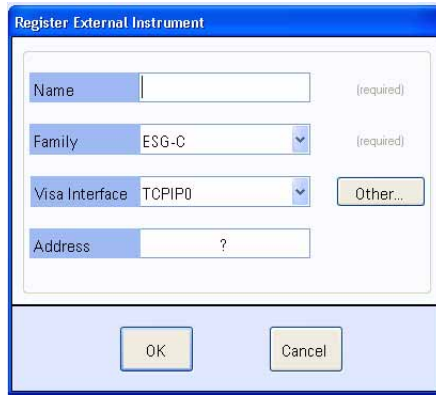 Register External Instrument
Name (required)
Family ESG-C (required)
Visa Interface TCPIP0 Other...
Address ?
OK Cancel